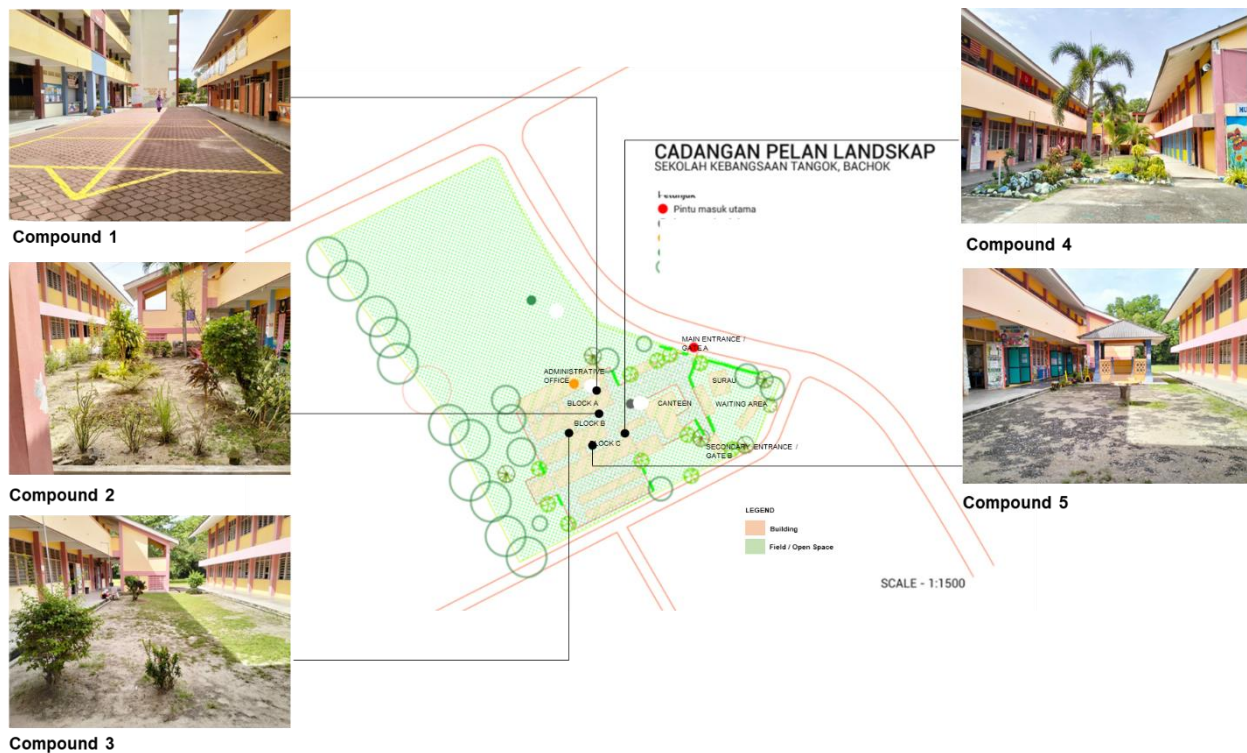 Compound 1
Compound 2
Compound 3
CADANGAN PELAN LANDSKAP
SEKOLAH KEBANGSAAN TANGOK, BACHOK
Pintu masuk utama
MAIN ENTRANCE /
GATE A
ADMINISTRATIVE
OFFICE
SURAU
BLOCK A
CANTEEN
WAITING AREA
BLOCK B
BLOCK C
SECONDARY ENTRANCE /
GATE B
LEGEND
Building
Field / Open Space
SCALE - 1:1500
Compound 4
Compound 5